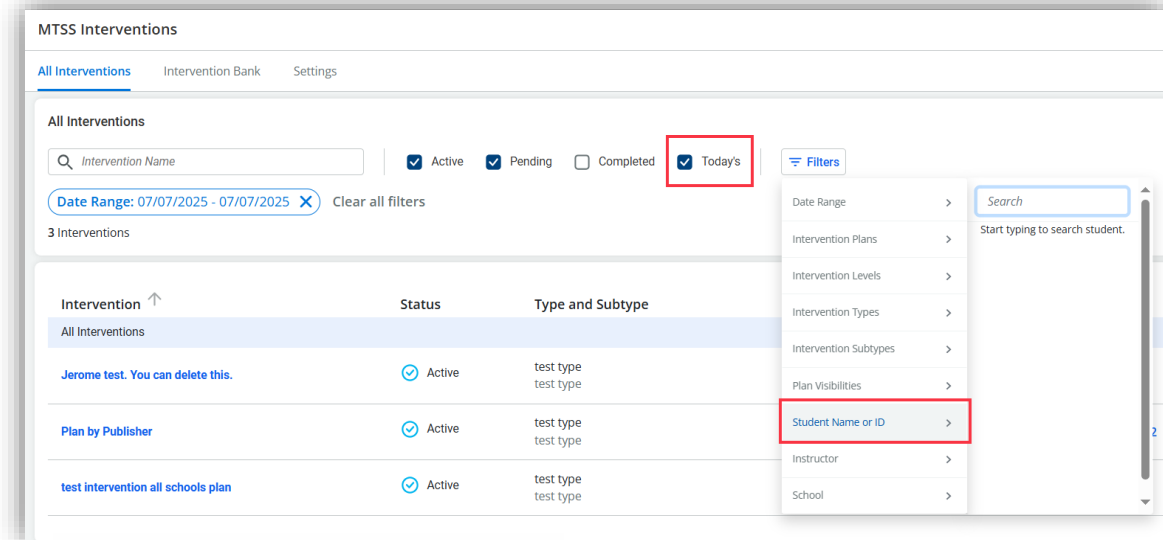 MTSS Interventions
All Interventions Intervention Bank Settings
All Interventions
Intervention Name Active Pending Completed Today's Filters
Date Range: 07/07/2025 - 07/07/2025 Clear all filters
3 Interventions
Date Range
Intervention Plans
Intervention Levels
Intervention Types
Intervention Subtypes
Plan Visibilities
Student Name or ID
Instructor
School
Search
Start typing to search student.
Intervention Status Type and Subtype
All Interventions
Jerome test. You can delete this. Active test type
test type
Plan by Publisher Active test type
test type
2
test intervention all schools plan Active test type
test type